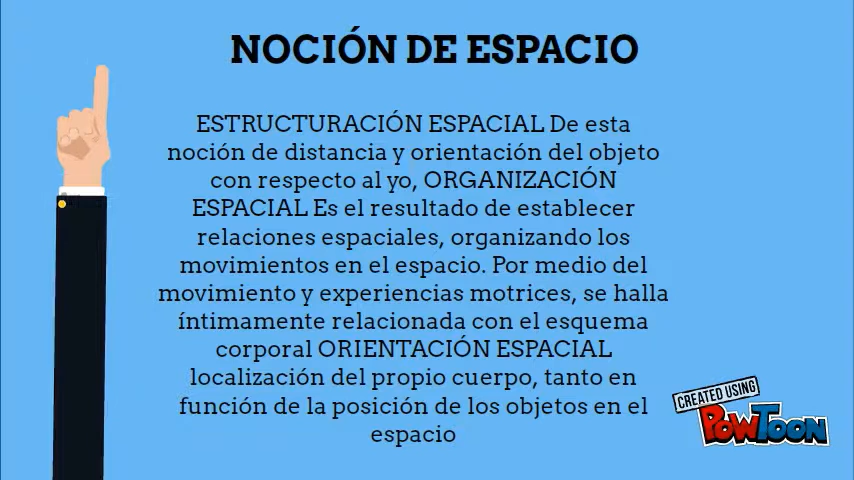 NOCIÓN DE ESPACIO
ESTRUCTURACIÓN ESPACIAL De esta
noción de distancia y orientación del objeto
con respecto al yo, ORGANIZACIÓN
ESPACIAL Es el resultado de establecer
relaciones espaciales, organizando los
movimientos en el espacio. Por medio del
movimiento y experiencias motrices, se halla
íntimamente relacionada con el esquema
corporal ORIENTACIÓN ESPACIAL
localización del propio cuerpo, tanto en
función de la posición de los objetos en el
espacio
CREATED USING
POWTOON